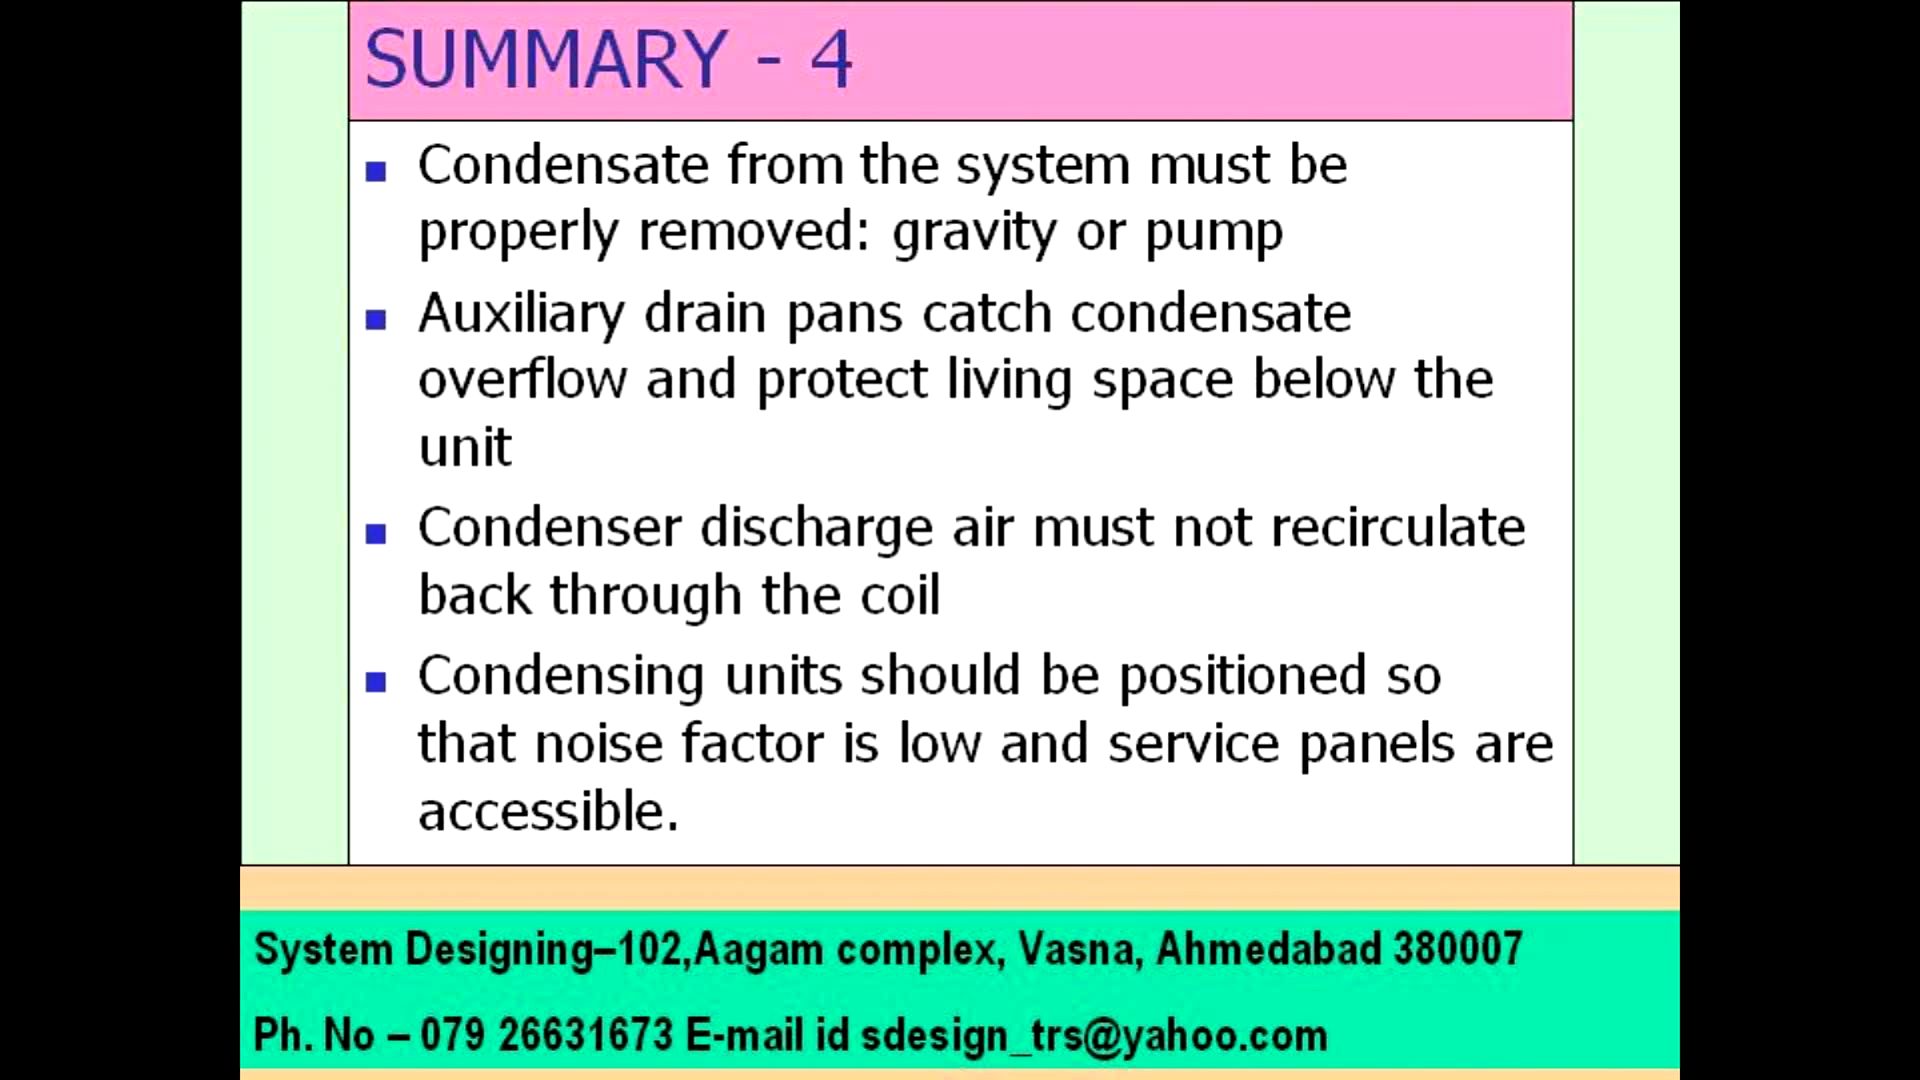 SUMMARY - 4
Condensate from the system must be
properly removed: gravity or pump
Auxiliary drain pans catch condensate
overflow and protect living space below the
unit
Condenser discharge air must not recirculate
back through the coil
Condensing units should be positioned so
that noise factor is low and service panels are
accessible.
System Designing–102,Aagam complex, Vasna, Ahmedabad 380007
Ph. No – 079 26631673 E-mail id sdesign_trs@yahoo.com